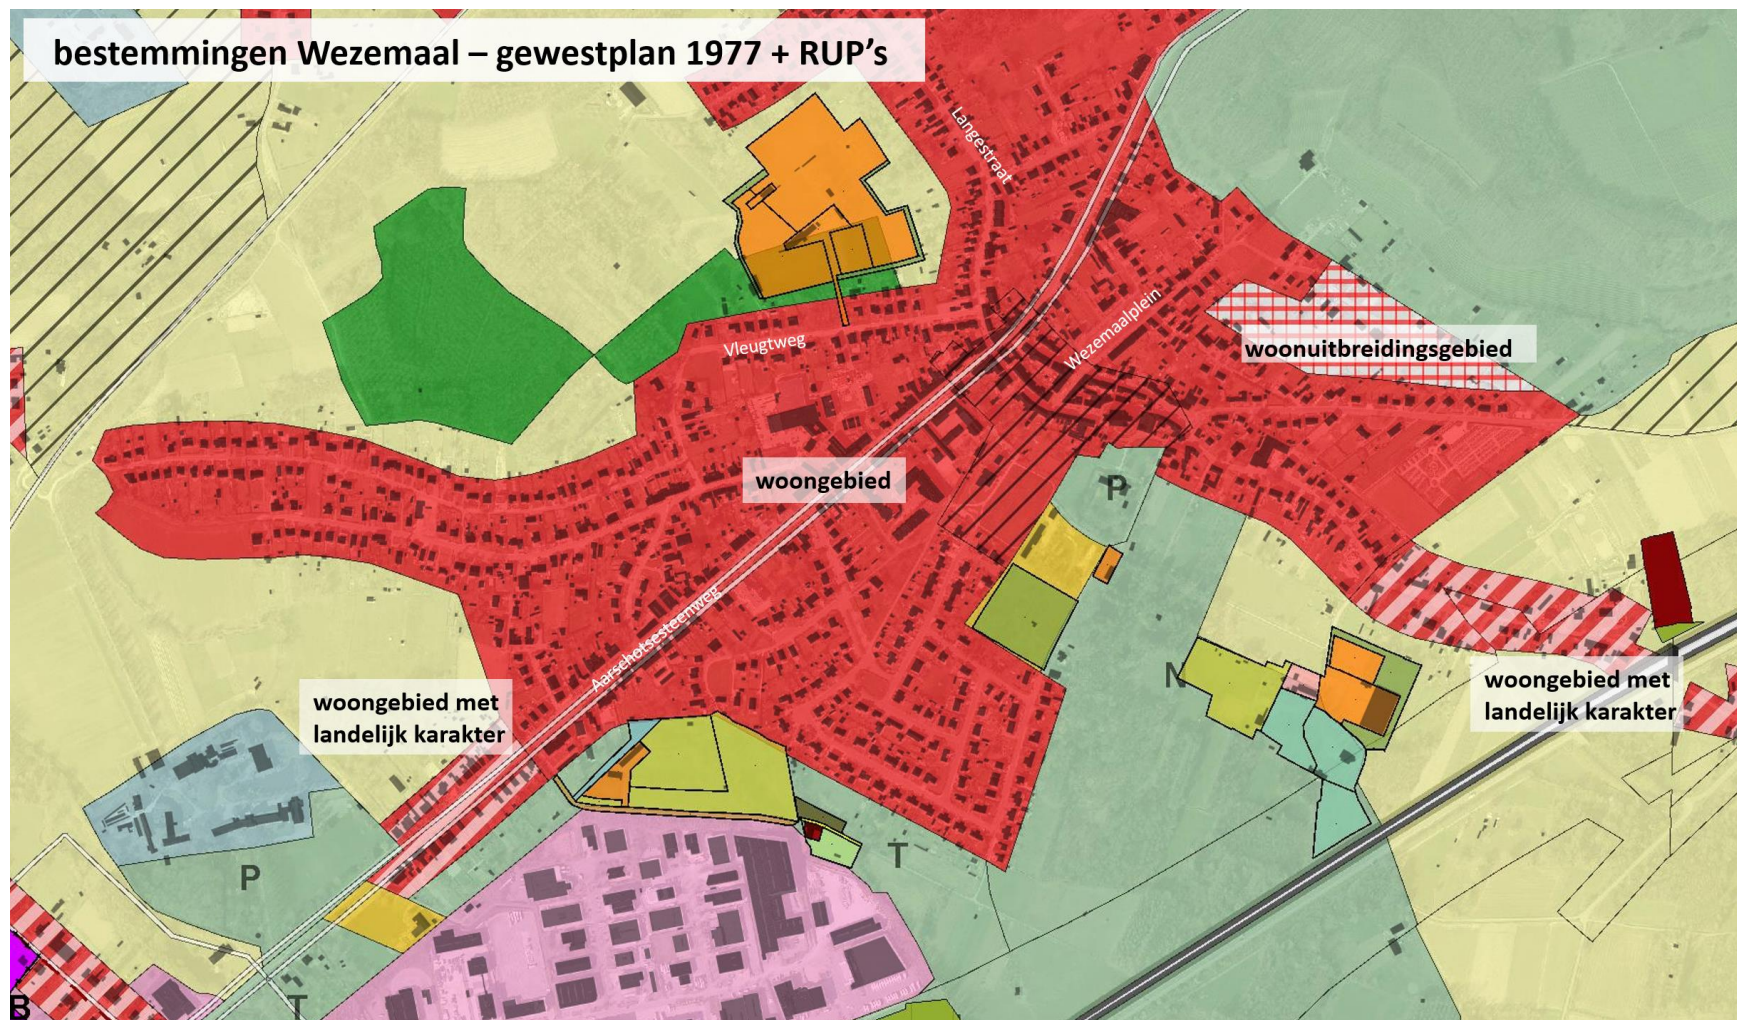 bestemmingen Wezemaal – gewestplan 1977 + RUP’s
Langestraat
Wezemaalplein
Vleugtweg
woonuitbreidingsgebied
woongebied
P
Aarschotsesteenweg
N
woongebied met
landelijk karakter
woongebied met
landelijk karakter
T
P
T
B